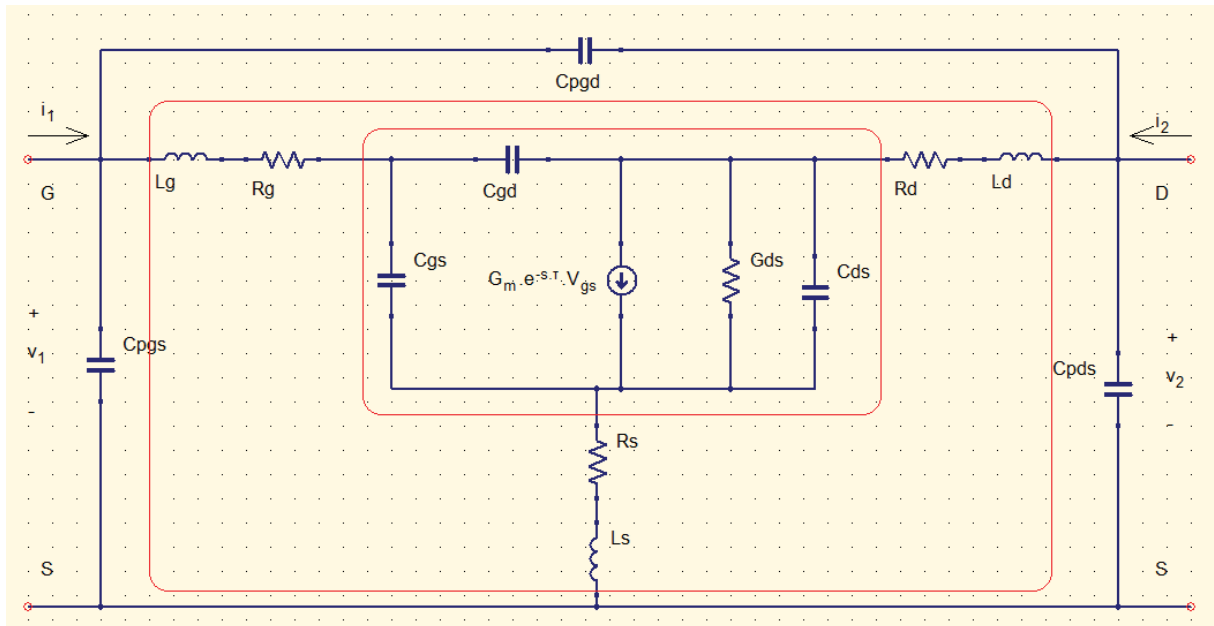 Cpgd
i1
i2
Lg
Rg
Cgd
Rd
Ld
G
D
Cgs
Gm.e-s.τ.Vgs
Gds
Cds
+
v1
-
Cpgs
Cpds
+
v2
-
Rs
Ls
S
S